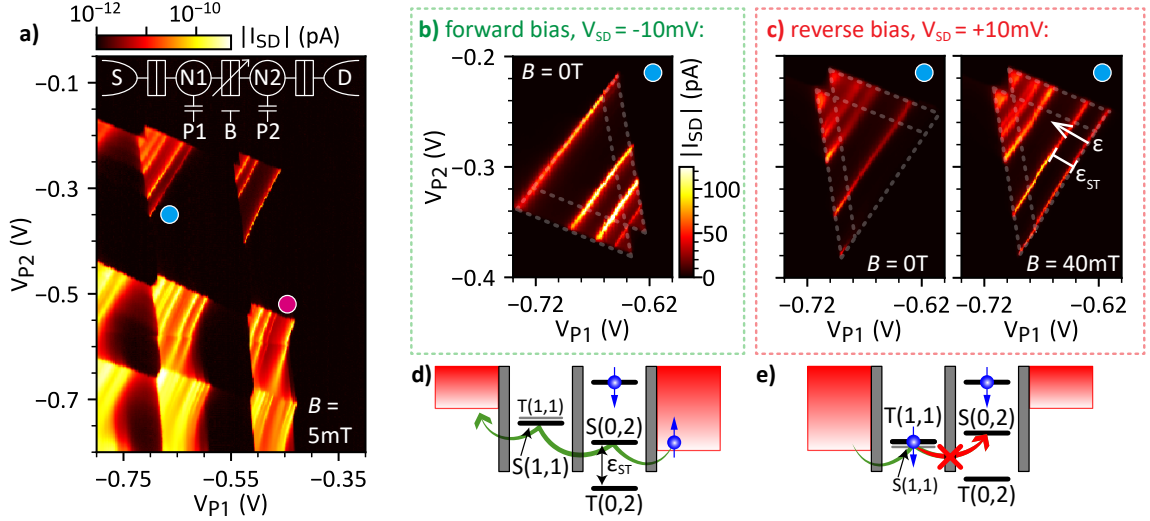 a)
10⁻¹² 10⁻¹⁰
|I_SD| (pA)
S N1 N2 D
P1 B P2
−0.1
−0.3
−0.5
−0.7
V_P2 (V)
B =
5mT
−0.75 −0.55 −0.35
V_P1 (V)
b) forward bias, V_SD = -10mV:
B = 0T
|I_SD| (pA)
100
50
0
−0.2
−0.3
−0.4
V_P2 (V)
−0.72 −0.62
V_P1 (V)
c) reverse bias, V_SD = +10mV:
ε
ε_ST
B = 0T
B = 40mT
−0.72 −0.62
V_P1 (V)
−0.72 −0.62
V_P1 (V)
d)
T(1,1)
S(0,2)
S(1,1)
ε_ST
T(0,2)
e)
T(1,1)
S(0,2)
S(1,1)
T(0,2)